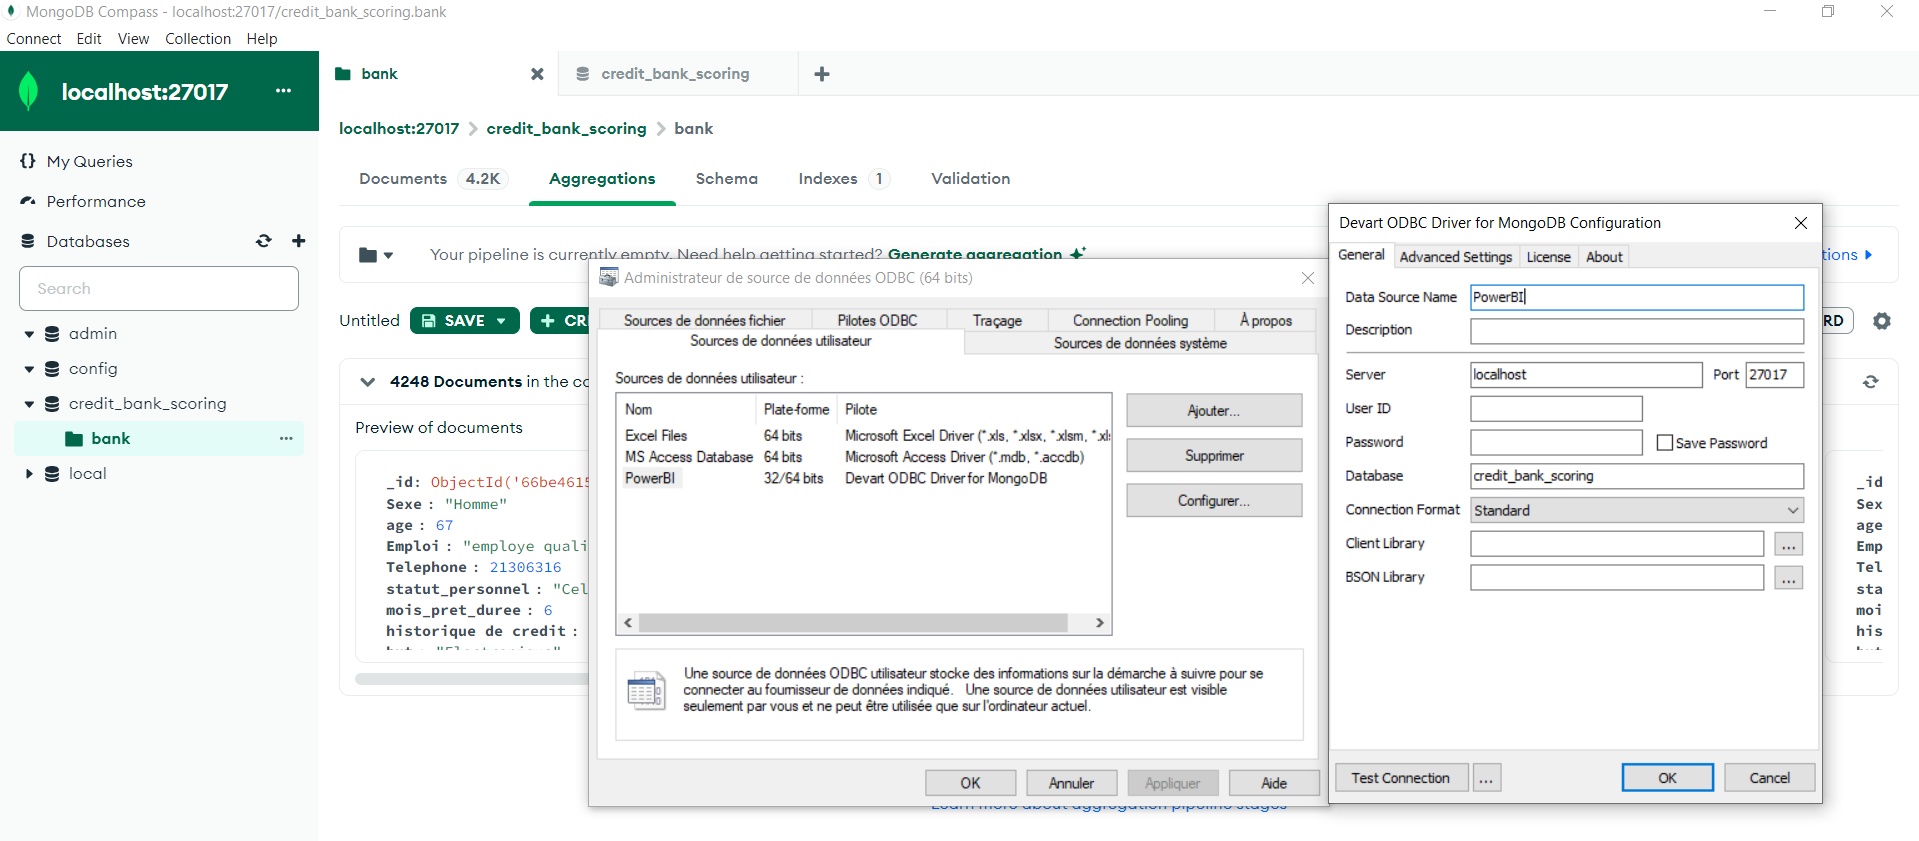 MongoDB Compass - localhost:27017/credit_bank_scoring.bank
Connect Edit View Collection Help
localhost:27017 ...
My Queries
Performance
Databases
Search
admin
config
credit_bank_scoring
bank ...
local
bank
credit_bank_scoring
localhost:27017 > credit_bank_scoring > bank
Documents 4.2K Aggregations Schema Indexes 1 Validation
Your pipeline is currently empty. Need help getting started? Generate aggregation
Untitled SAVE
4248 Documents in the
Preview of documents
_id: ObjectId('66be4615
Sexe : "Homme"
age : 67
Emploi : "employe quali
Telephone : 21306316
statut_personnel : "Cel
mois_pret_duree : 6
historique de credit :
Administrateur de source de données ODBC (64 bits)
Sources de données fichier Pilotes ODBC Traçage Connection Pooling À propos
Sources de données utilisateur Sources de données système
Sources de données utilisateur :
Nom Plate-forme Pilote
Excel Files 64 bits Microsoft Excel Driver (*.xls, *.xlsx, *.xlsm, *.xl
MS Access Database 64 bits Microsoft Access Driver (*.mdb, *.accdb)
PowerBI 32/64 bits Devart ODBC Driver for MongoDB
Ajouter...
Supprimer
Configurer...
Une source de données ODBC utilisateur stocke des informations sur la démarche à suivre pour se
connecter au fournisseur de données indiqué. Une source de données utilisateur est visible
seulement par vous et ne peut être utilisée que sur l'ordinateur actuel.
OK Annuler Appliquer Aide
Learn more about aggregation pipeline stages
Devart ODBC Driver for MongoDB Configuration
General Advanced Settings License About
Data Source Name PowerBI
Description
Server localhost Port 27017
User ID
Password Save Password
Database credit_bank_scoring
Connection Format Standard
Client Library ...
BSON Library ...
Test Connection ... OK Cancel
tions
RD
_id
Sex
age
Emp
Tel
sta
moi
his